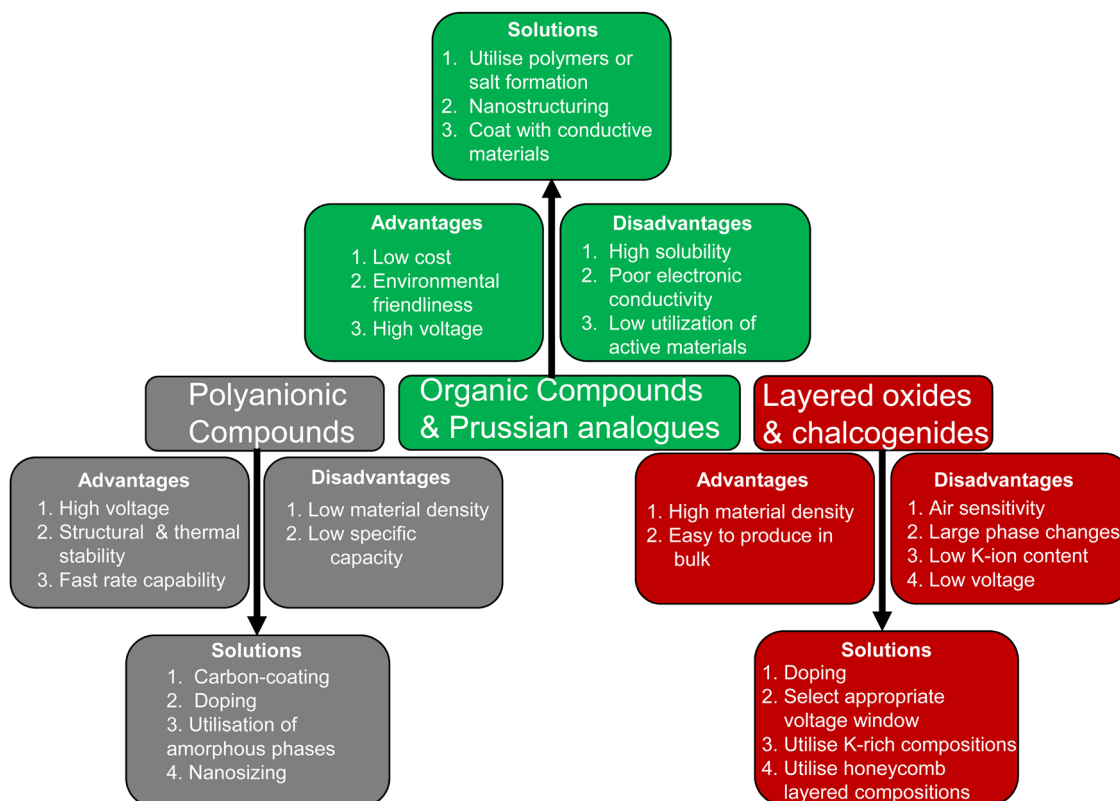 Solutions
1. Utilise polymers or
salt formation
2. Nanostructuring
3. Coat with conductive
materials
Advantages
1. Low cost
2. Environmental
friendliness
3. High voltage
Disadvantages
1. High solubility
2. Poor electronic
conductivity
3. Low utilization of
active materials
Polyanionic
Compounds
Organic Compounds
& Prussian analogues
Layered oxides
& chalcogenides
Advantages
1. High voltage
2. Structural & thermal
stability
3. Fast rate capability
Disadvantages
1. Low material density
2. Low specific
capacity
Advantages
1. High material density
2. Easy to produce in
bulk
Disadvantages
1. Air sensitivity
2. Large phase changes
3. Low K-ion content
4. Low voltage
Solutions
1. Carbon-coating
2. Doping
3. Utilisation of
amorphous phases
4. Nanosizing
Solutions
1. Doping
2. Select appropriate
voltage window
3. Utilise K-rich compositions
4. Utilise honeycomb
layered compositions